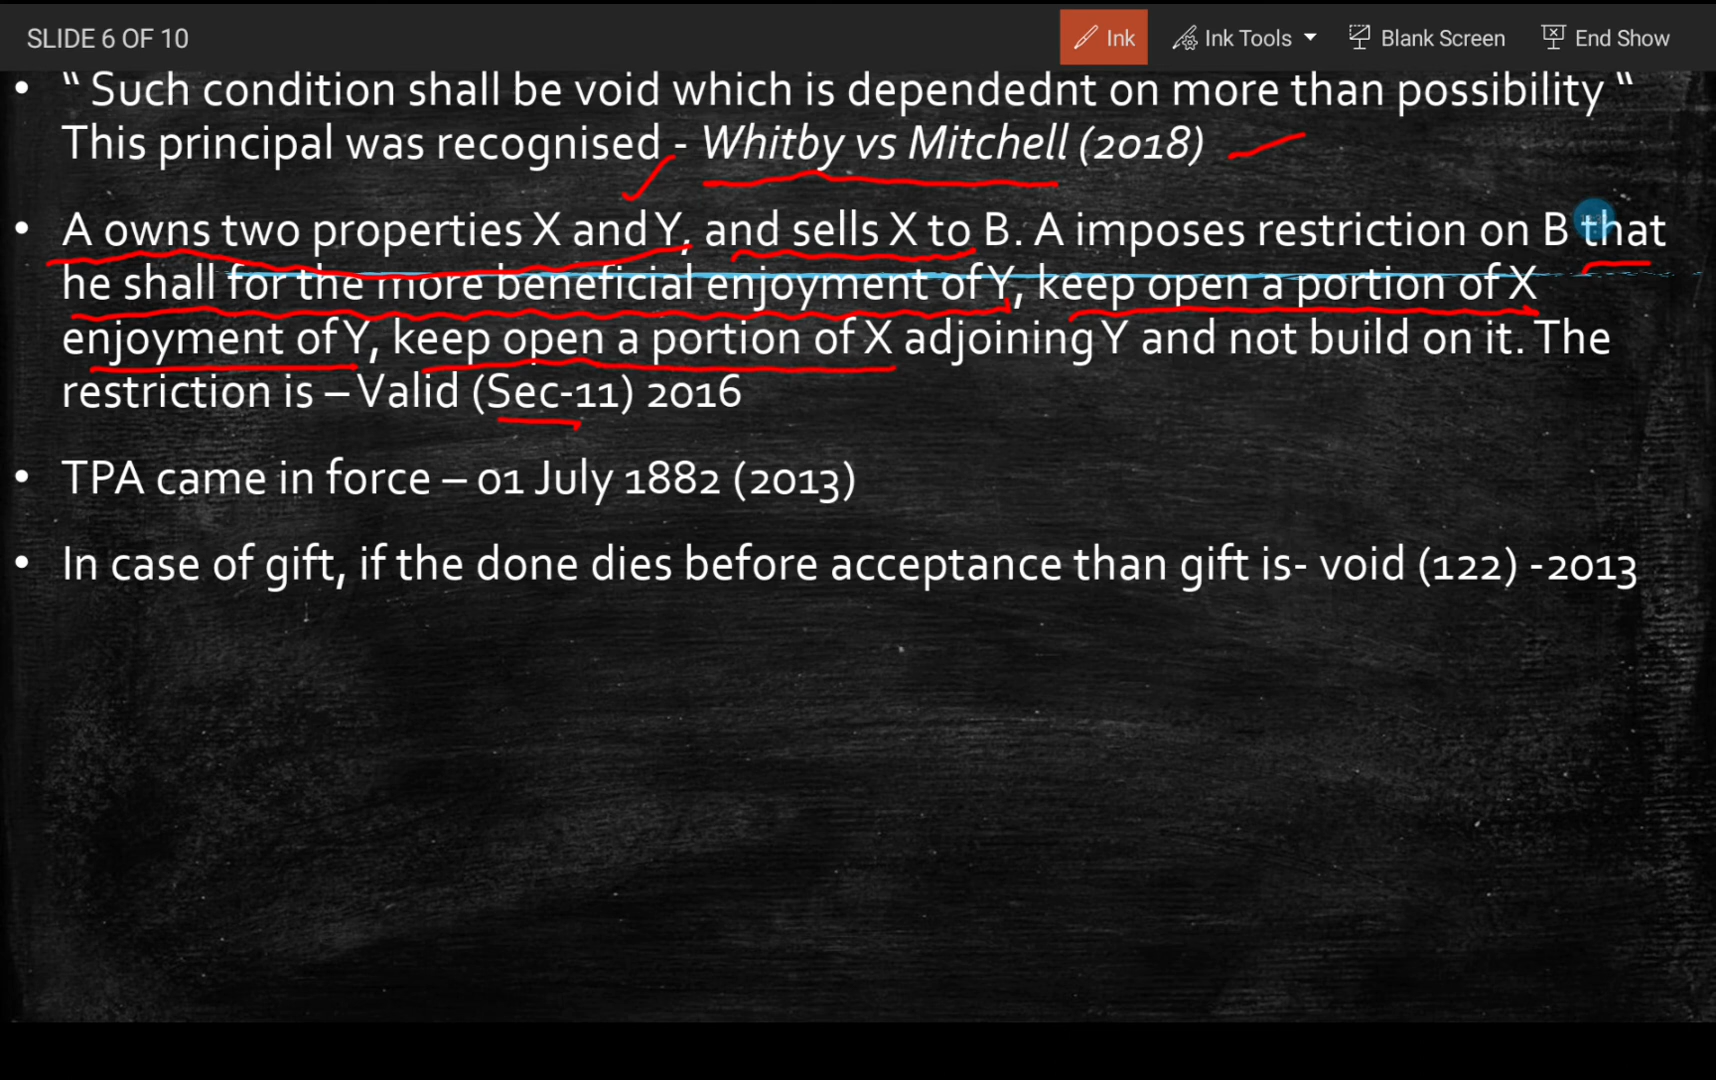 SLIDE 6 OF 10
Ink
Ink Tools
Blank Screen
End Show
• “ Such condition shall be void which is dependednt on more than possibility “
This principal was recognised - Whitby vs Mitchell (2018)
• A owns two properties X and Y, and sells X to B. A imposes restriction on B that
he shall for the more beneficial enjoyment of Y, keep open a portion of X
enjoyment of Y, keep open a portion of X adjoining Y and not build on it. The
restriction is – Valid (Sec-11) 2016
• TPA came in force – 01 July 1882 (2013)
• In case of gift, if the done dies before acceptance than gift is- void (122) -2013